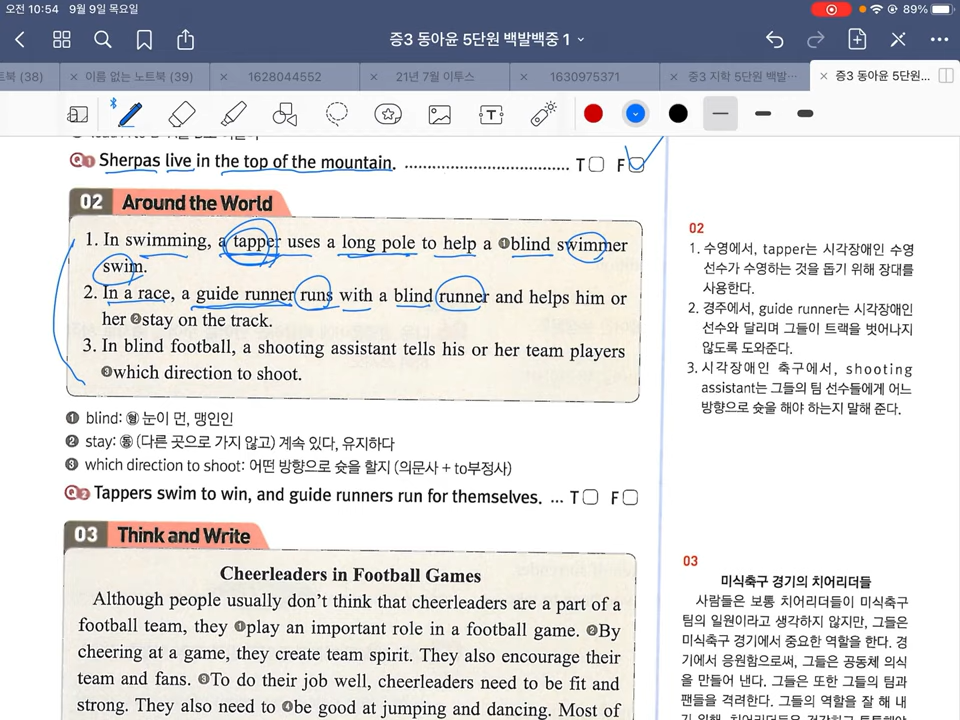 오전 10:54 9월 9일 목요일
89%
중3 동아윤 5단원 백발백중 1
트북 (38)
이름 없는 노트북 (39)
1628044552
21년 7월 이투스
1630975371
중3 지학 5단원 백발…
중3 동아윤 5단원…
Q1 Sherpas live in the top of the mountain. T F
02 Around the World
1. In swimming, a tapper uses a long pole to help a ❶blind swimmer
swim.
2. In a race, a guide runner runs with a blind runner and helps him or
her ❷stay on the track.
3. In blind football, a shooting assistant tells his or her team players
❸which direction to shoot.
❶ blind: 형 눈이 먼, 맹인인
❷ stay: 동 (다른 곳으로 가지 않고) 계속 있다, 유지하다
❸ which direction to shoot: 어떤 방향으로 슛을 할지 (의문사 + to부정사)
Q2 Tappers swim to win, and guide runners run for themselves. ... T F
03 Think and Write
Cheerleaders in Football Games
Although people usually don't think that cheerleaders are a part of a
football team, they ❶play an important role in a football game. ❷By
cheering at a game, they create team spirit. They also encourage their
team and fans. ❸To do their job well, cheerleaders need to be fit and
strong. They also need to ❹be good at jumping and dancing. Most of
02
1. 수영에서, tapper는 시각장애인 수영
선수가 수영하는 것을 돕기 위해 장대를
사용한다.
2. 경주에서, guide runner는 시각장애인
선수와 달리며 그들이 트랙을 벗어나지
않도록 도와준다.
3. 시각장애인 축구에서, shooting
assistant는 그들의 팀 선수들에게 어느
방향으로 슛을 해야 하는지 말해 준다.
03
미식축구 경기의 치어리더들
사람들은 보통 치어리더들이 미식축구
팀의 일원이라고 생각하지 않지만, 그들은
미식축구 경기에서 중요한 역할을 한다. 경
기에서 응원함으로써, 그들은 공동체 의식
을 만들어 낸다. 그들은 또한 그들의 팀과
팬들을 격려한다. 그들의 역할을 잘 해 내